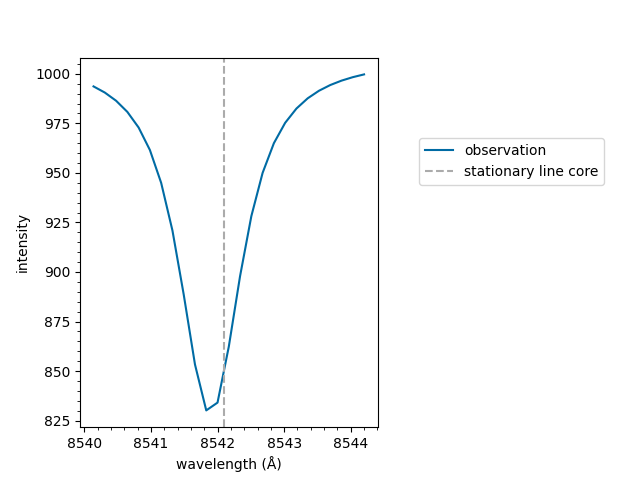 1000
975
950
925
900
875
850
825
intensity
8540 8541 8542 8543 8544
wavelength (Å)
observation
stationary line core